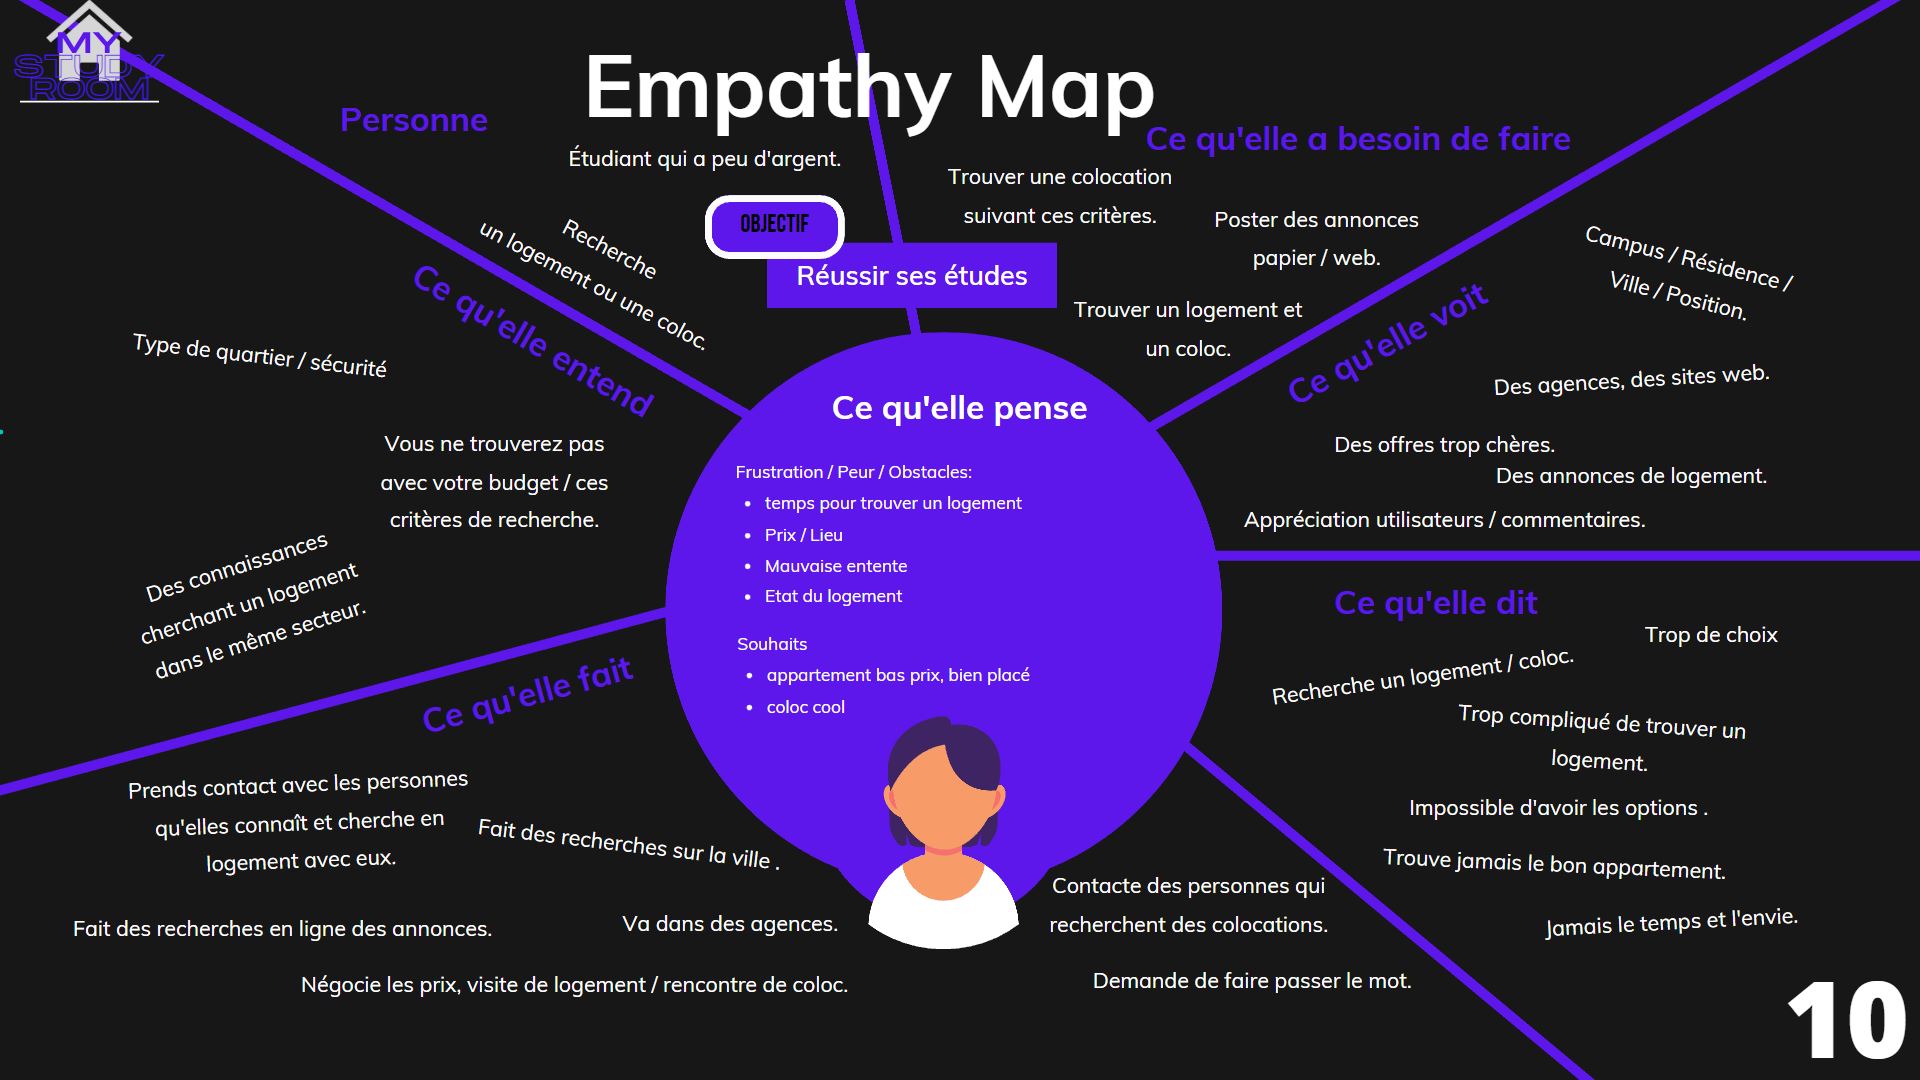 MY
STUDY
ROOM
Empathy Map
Personne
Étudiant qui a peu d'argent.
Recherche
un logement ou une coloc.
OBJECTIF
Réussir ses études
Ce qu'elle a besoin de faire
Trouver une colocation
suivant ces critères.
Poster des annonces
papier / web.
Trouver un logement et
un coloc.
Ce qu'elle voit
Campus / Résidence /
Ville / Position.
Des agences, des sites web.
Des offres trop chères.
Des annonces de logement.
Appréciation utilisateurs / commentaires.
Ce qu'elle entend
Type de quartier / sécurité
Vous ne trouverez pas
avec votre budget / ces
critères de recherche.
Des connaissances
cherchant un logement
dans le même secteur.
Ce qu'elle pense
Frustration / Peur / Obstacles:
• temps pour trouver un logement
• Prix / Lieu
• Mauvaise entente
• Etat du logement
Souhaits
• appartement bas prix, bien placé
• coloc cool
Ce qu'elle dit
Trop de choix
Recherche un logement / coloc.
Trop compliqué de trouver un
logement.
Impossible d'avoir les options .
Trouve jamais le bon appartement.
Jamais le temps et l'envie.
Ce qu'elle fait
Prends contact avec les personnes
qu'elles connaît et cherche en
logement avec eux.
Fait des recherches sur la ville .
Fait des recherches en ligne des annonces.
Va dans des agences.
Négocie les prix, visite de logement / rencontre de coloc.
Contacte des personnes qui
recherchent des colocations.
Demande de faire passer le mot.
10